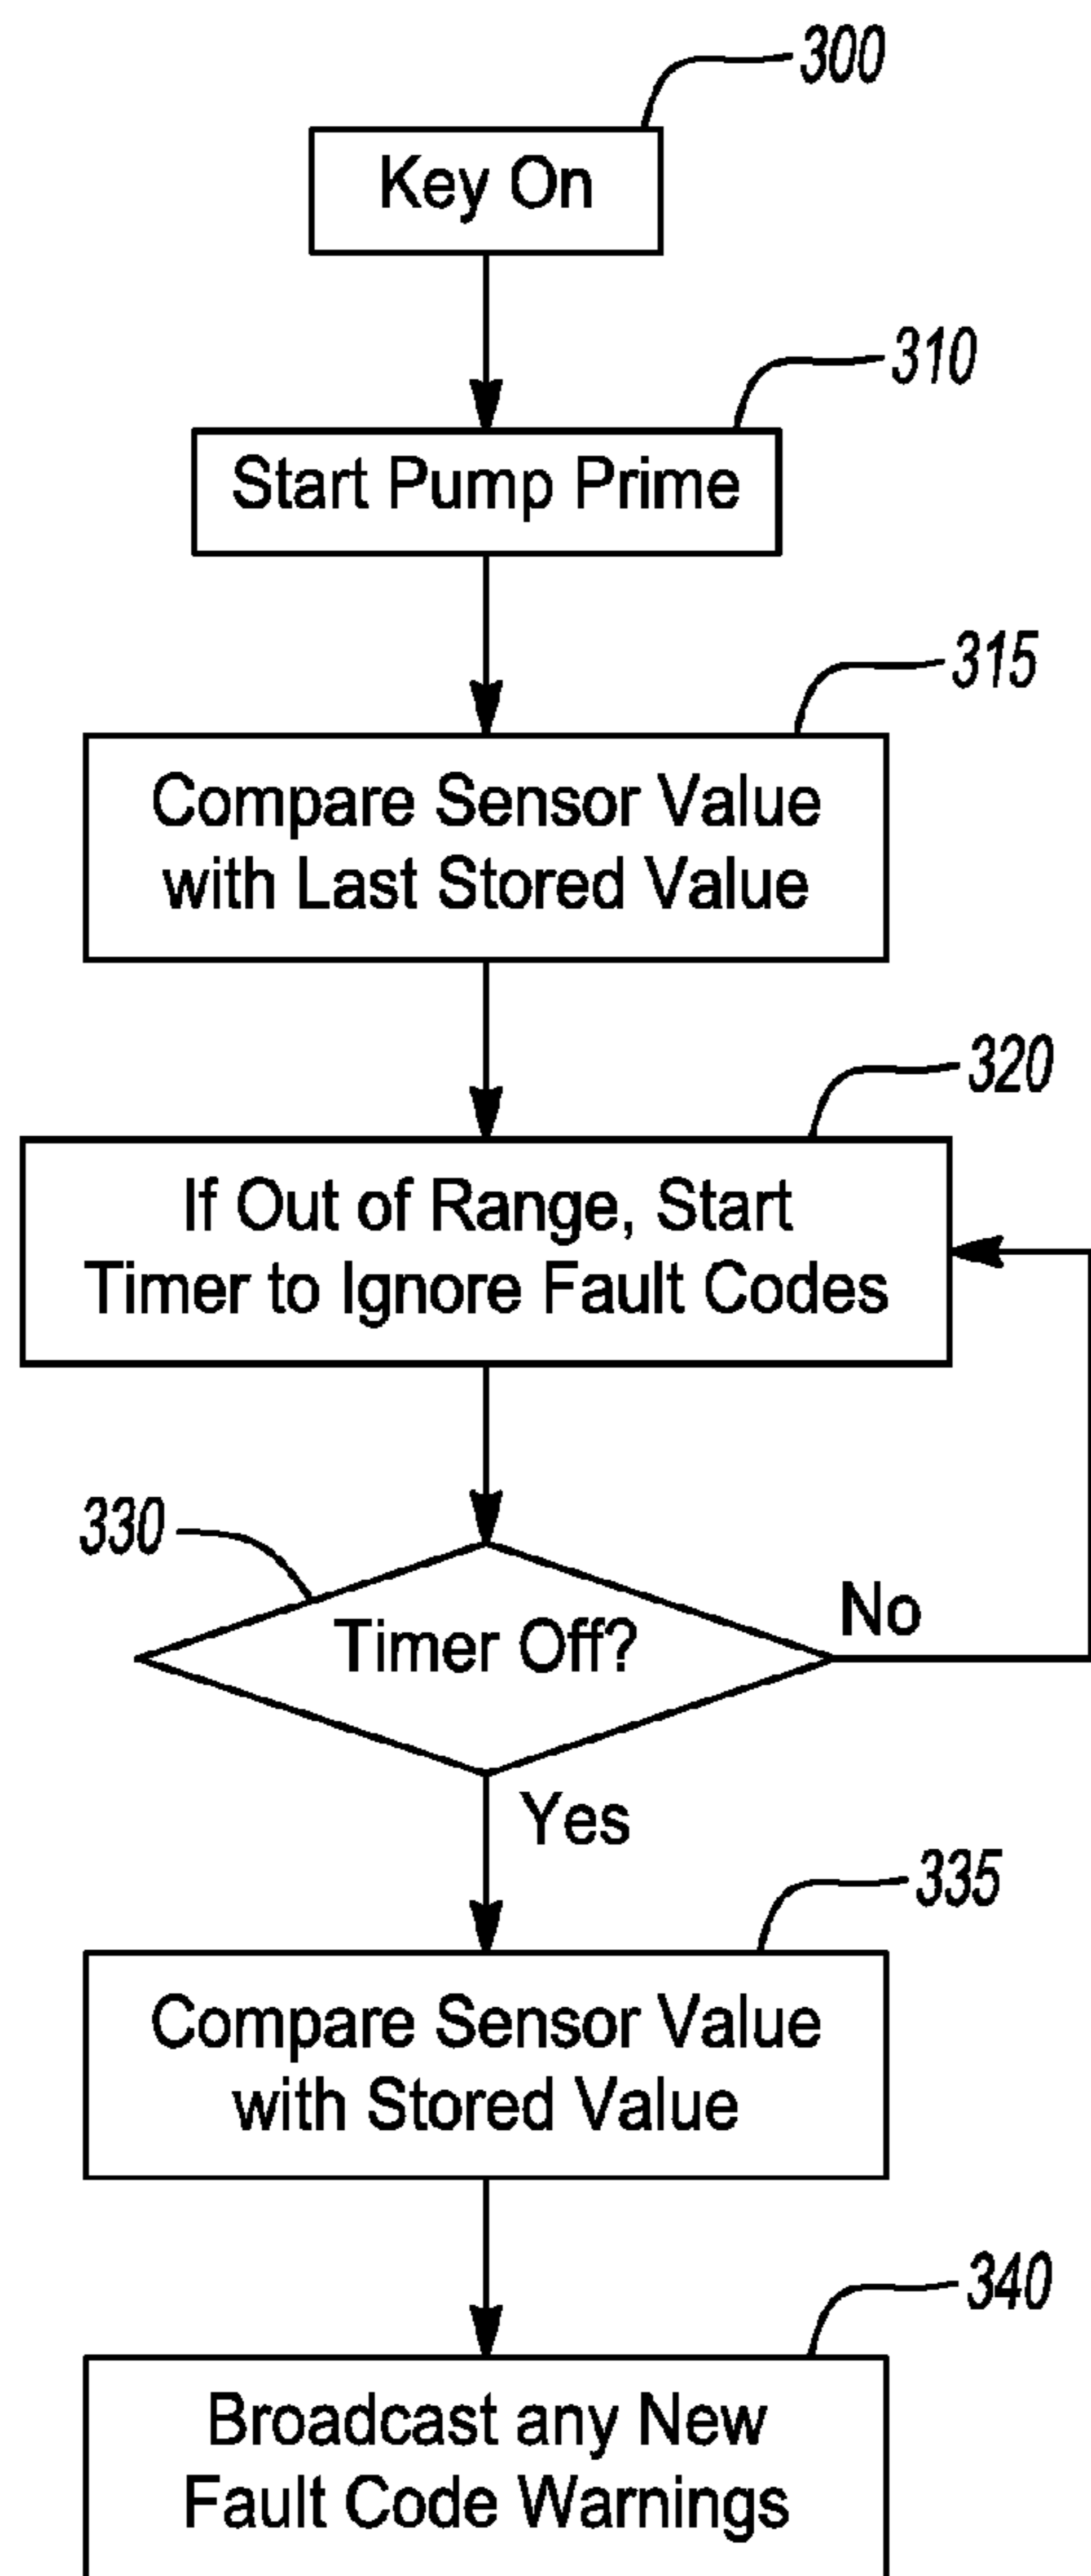 300
Key On
310
Start Pump Prime
315
Compare Sensor Value
with Last Stored Value
320
If Out of Range, Start
Timer to Ignore Fault Codes
330
Timer Off?
No
Yes
335
Compare Sensor Value
with Stored Value
340
Broadcast any New
Fault Code Warnings